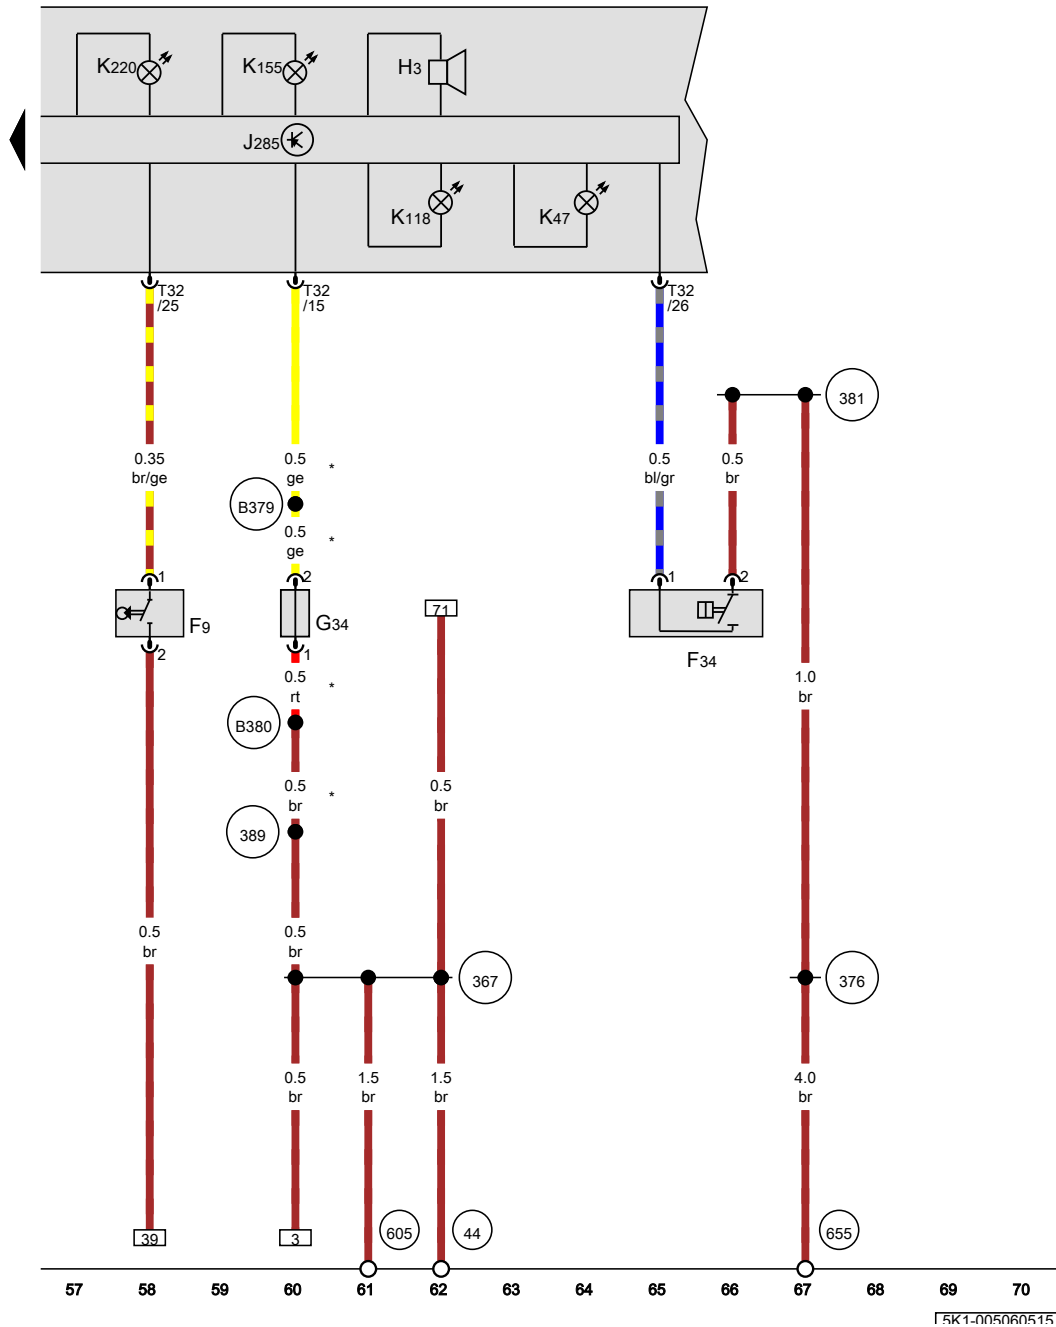 K220 K155 H3
J285
K118 K47
T32 T32 T32
/25 /15 /26
381
0.35 0.5 * 0.5 0.5
br/ge ge bl/gr br
B379
0.5 *
ge
1 2 1 2
71
F9 G34
2 1 F34
0.5 * 1.0
rt br
B380
0.5 * 0.5
br br
389
0.5 0.5
br br
367 376
0.5 1.5 1.5 4.0
br br br br
39 3 605 44 655
57 58 59 60 61 62 63 64 65 66 67 68 69 70
5K1-005060515